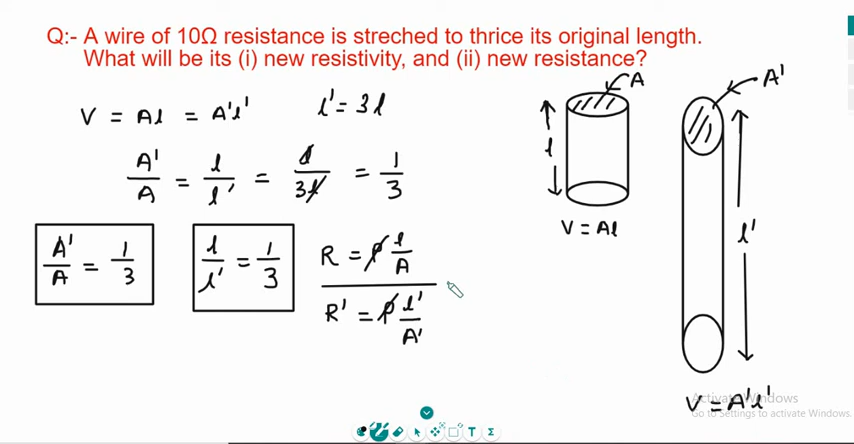 Q:- A wire of 10Ω resistance is streched to thrice its original length.
What will be its (i) new resistivity, and (ii) new resistance?
V = Al = A'l'    l' = 3l
A'/A = l/l' = l/3l = 1/3
A'/A = 1/3    l/l' = 1/3    R = ρ l/A
R' = ρ l'/A'
A
l
V = Al
A'
l'
V = A'l'
Activate Windows
Go to Settings to activate Windows.
T Σ